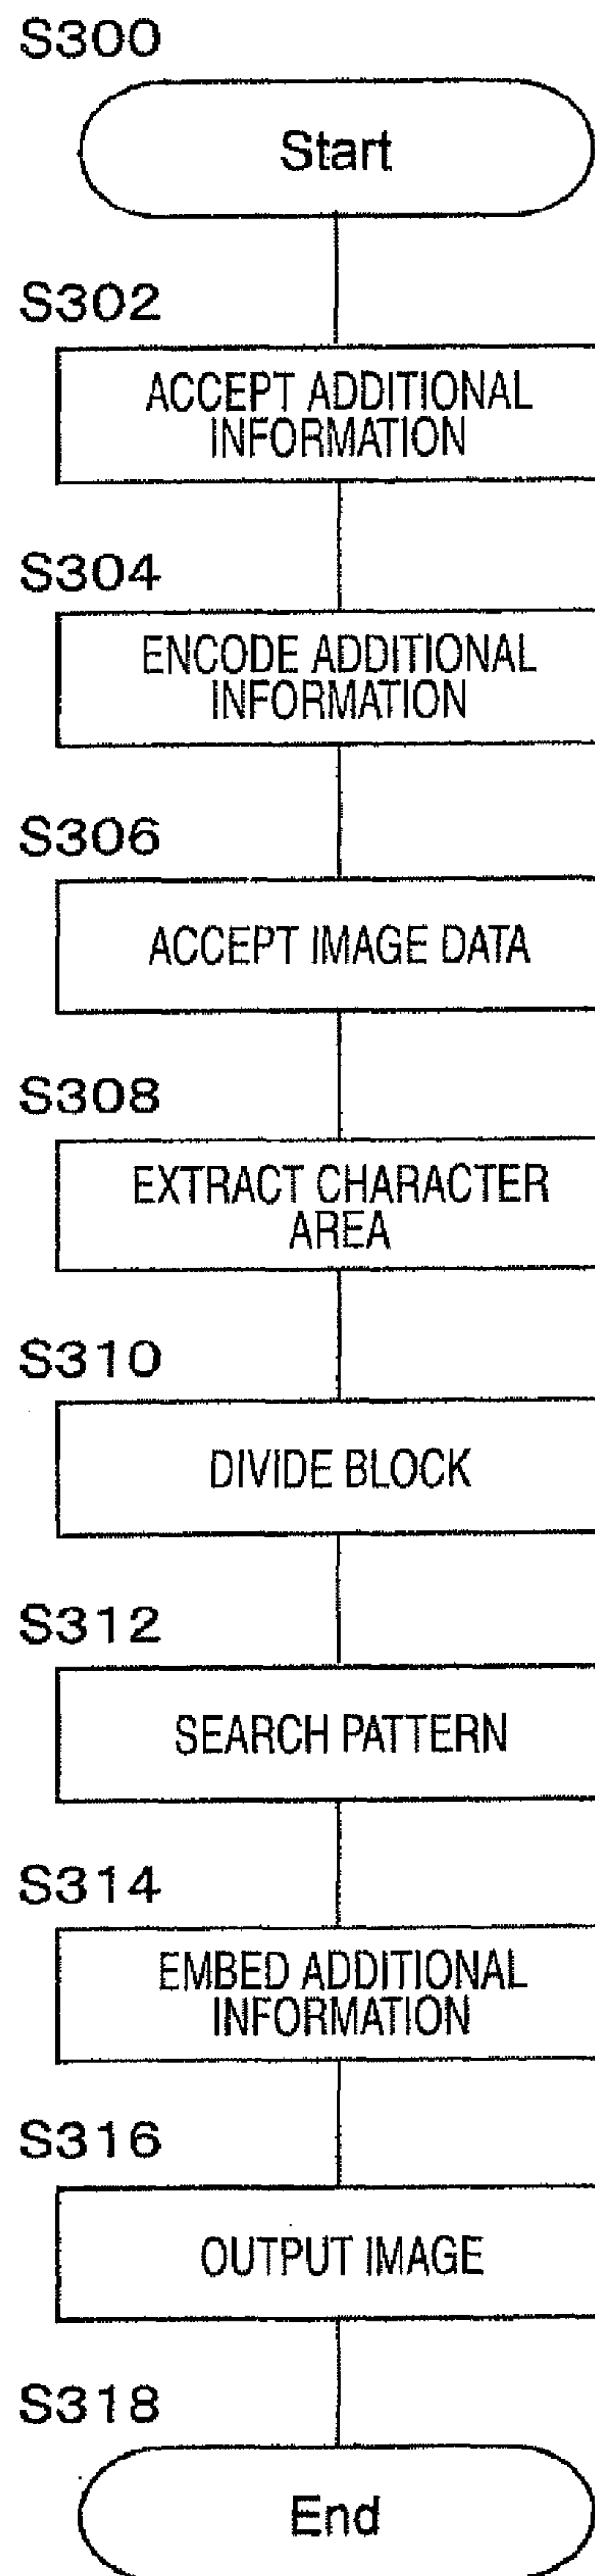 S300
Start
S302
ACCEPT ADDITIONAL
INFORMATION
S304
ENCODE ADDITIONAL
INFORMATION
S306
ACCEPT IMAGE DATA
S308
EXTRACT CHARACTER
AREA
S310
DIVIDE BLOCK
S312
SEARCH PATTERN
S314
EMBED ADDITIONAL
INFORMATION
S316
OUTPUT IMAGE
S318
End